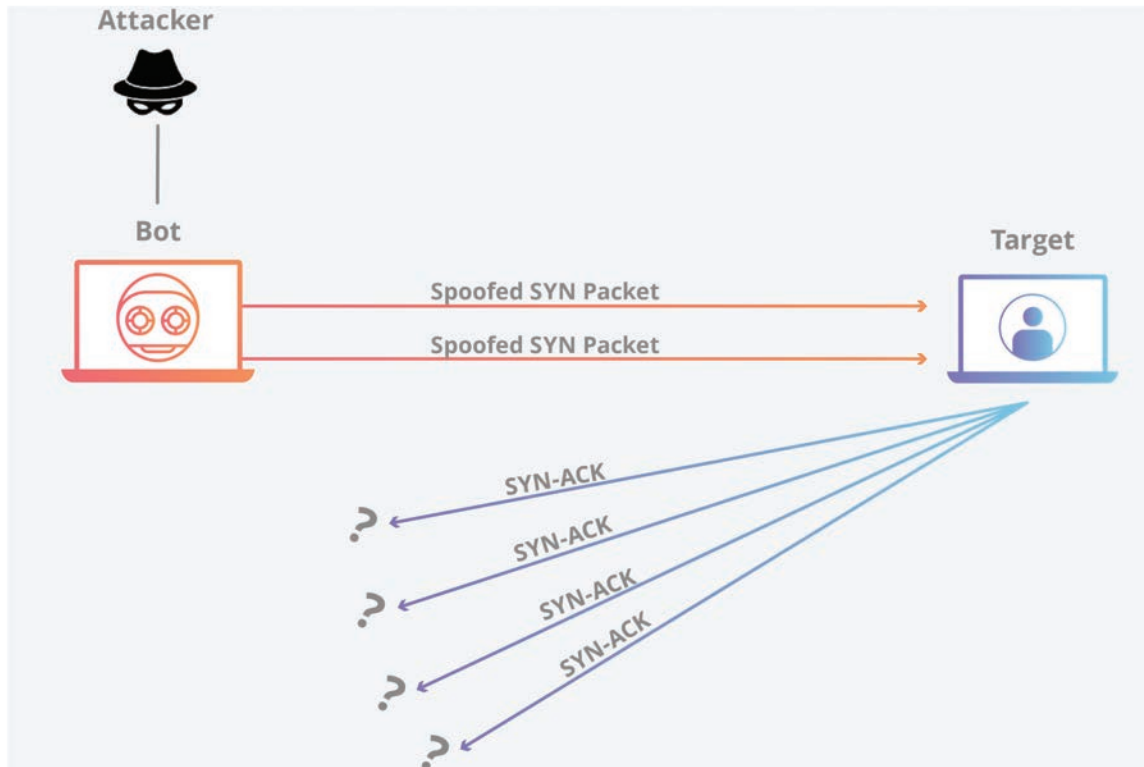 Attacker
Bot
Target
Spoofed SYN Packet
Spoofed SYN Packet
SYN-ACK
?
SYN-ACK
?
SYN-ACK
?
SYN-ACK
?